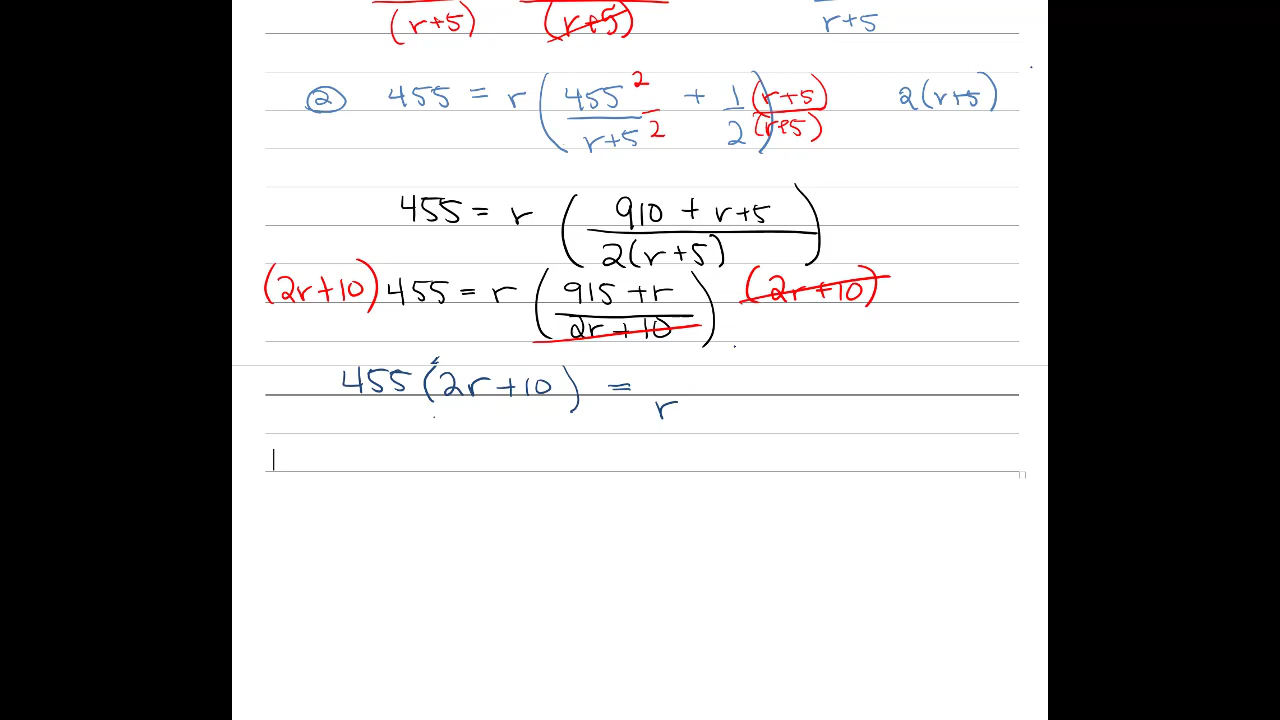 (r+5) (r+5) r+5
② 455 = r ( 455/(r+5) 2/2 + 1/2 ) (r+5)/(r+5) 2(r+5)
455 = r ( (910 + r+5)/(2(r+5)) )
(2r+10) 455 = r ( (915 + r)/(2r+10) ) (2r+10)
455(2r+10) = r